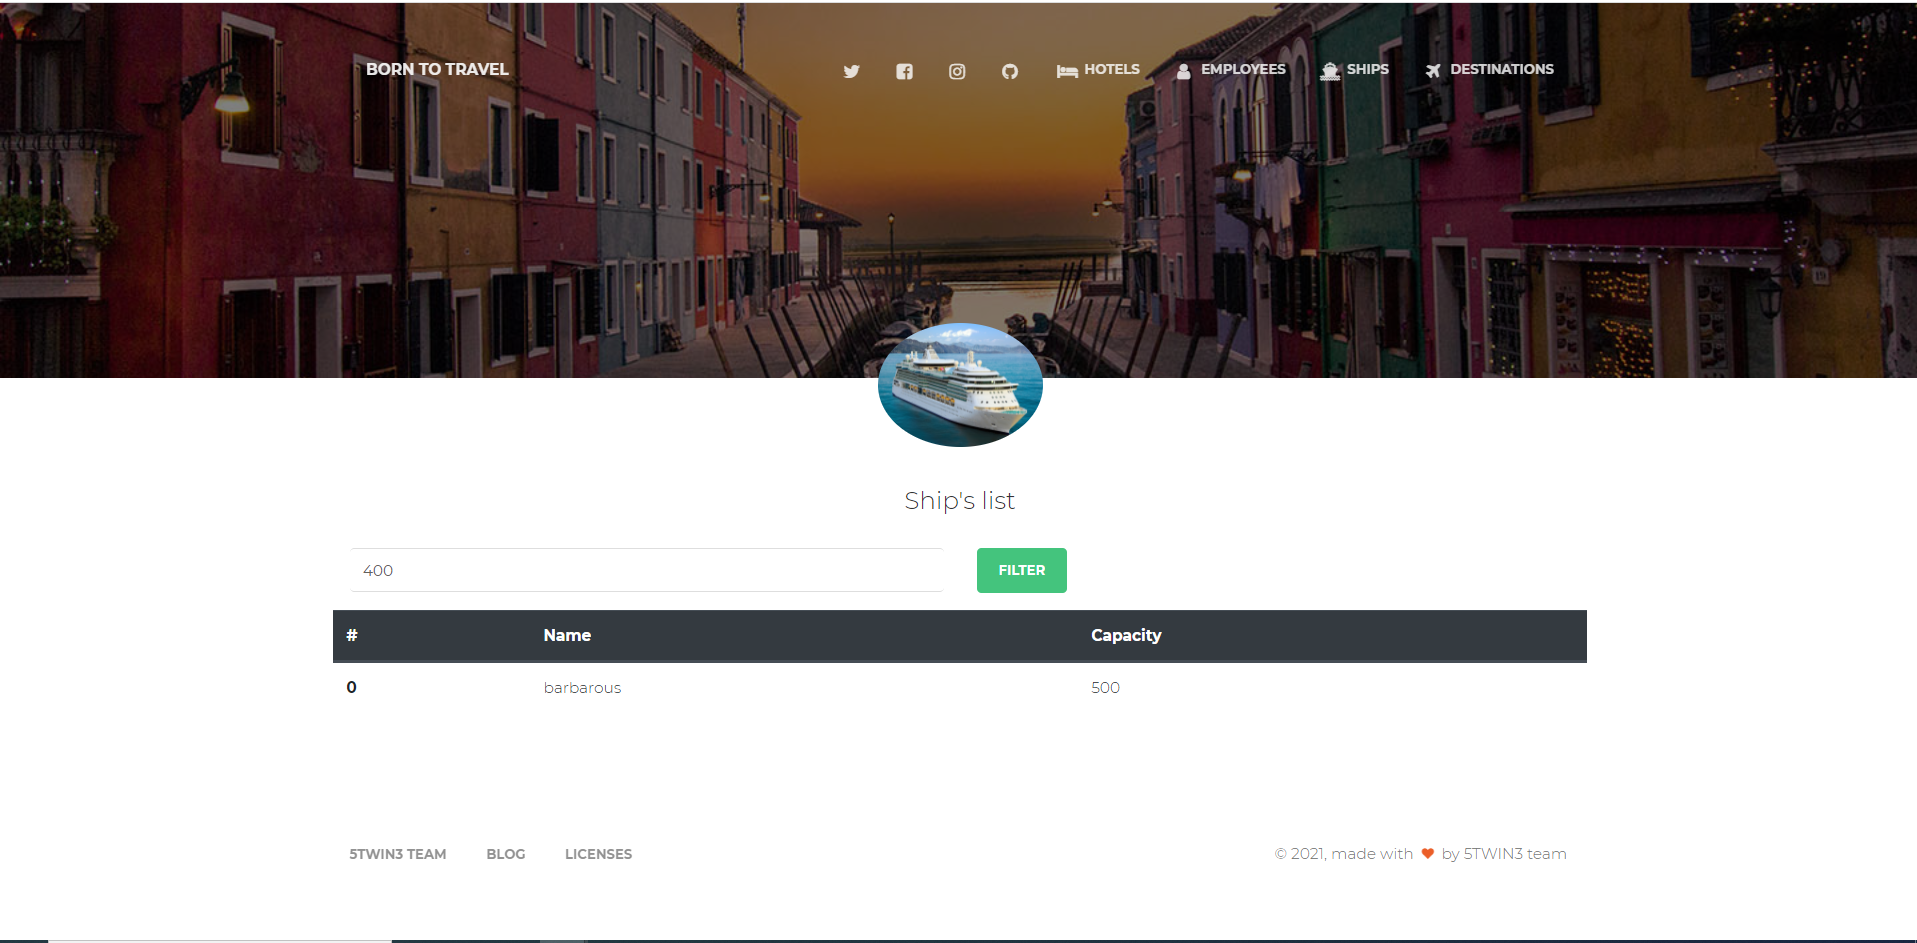 BORN TO TRAVEL
HOTELS
EMPLOYEES
SHIPS
DESTINATIONS
19
Ship's list
400
FILTER
# Name Capacity
0 barbarous 500
5TWIN3 TEAM BLOG LICENSES
© 2021, made with by 5TWIN3 team